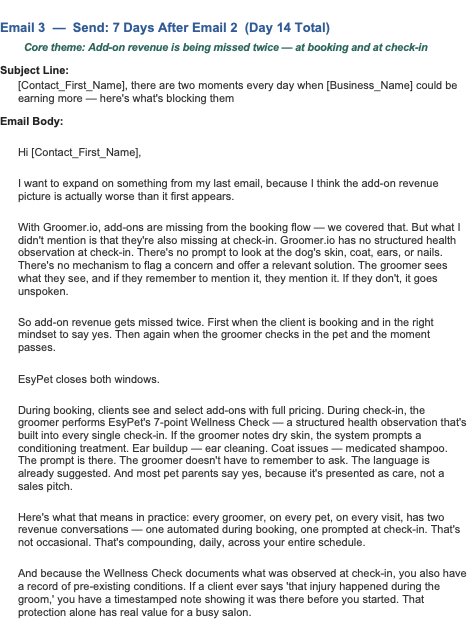 Email 3 — Send: 7 Days After Email 2 (Day 14 Total)
Core theme: Add-on revenue is being missed twice — at booking and at check-in
Subject Line:
[Contact_First_Name], there are two moments every day when [Business_Name] could be
earning more — here's what's blocking them
Email Body:
Hi [Contact_First_Name],
I want to expand on something from my last email, because I think the add-on revenue
picture is actually worse than it first appears.
With Groomer.io, add-ons are missing from the booking flow — we covered that. But what I
didn't mention is that they're also missing at check-in. Groomer.io has no structured health
observation at check-in. There's no prompt to look at the dog's skin, coat, ears, or nails.
There's no mechanism to flag a concern and offer a relevant solution. The groomer sees
what they see, and if they remember to mention it, they mention it. If they don't, it goes
unspoken.
So add-on revenue gets missed twice. First when the client is booking and in the right
mindset to say yes. Then again when the groomer checks in the pet and the moment
passes.
EsyPet closes both windows.
During booking, clients see and select add-ons with full pricing. During check-in, the
groomer performs EsyPet's 7-point Wellness Check — a structured health observation that's
built into every single check-in. If the groomer notes dry skin, the system prompts a
conditioning treatment. Ear buildup — ear cleaning. Coat issues — medicated shampoo.
The prompt is there. The groomer doesn't have to remember to ask. The language is
already suggested. And most pet parents say yes, because it's presented as care, not a
sales pitch.
Here's what that means in practice: every groomer, on every pet, on every visit, has two
revenue conversations — one automated during booking, one prompted at check-in. That's
not occasional. That's compounding, daily, across your entire schedule.
And because the Wellness Check documents what was observed at check-in, you also have
a record of pre-existing conditions. If a client ever says 'that injury happened during the
groom,' you have a timestamped note showing it was there before you started. That
protection alone has real value for a busy salon.